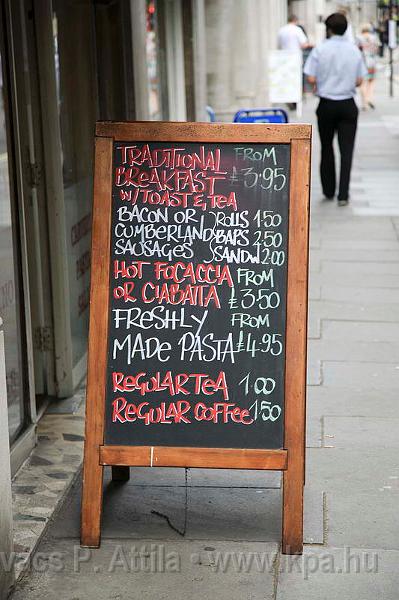 TRADITIONAL FROM
BREAKFAST £3.95
W/TOAST &, TEA
BACON OR ROLLS 1.50
CUMBERLAND BAPS 2.50
SAUSAGES SANDW 2.00
HOT FOCACCIA FROM
OR CIABATTA £3.50
FRESHLY FROM
MADE PASTA £4.95
REGULAR TEA 1.00
REGULAR COFFEE 1.50
vacs P. Attila • www.kpa.hu